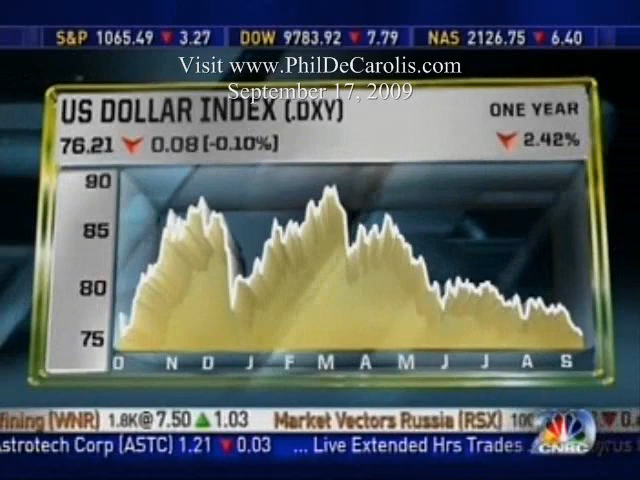 S&P 1065.49 ▼ 3.27 DOW 9783.92 ▼ 7.79 NAS 2126.75 ▼ 6.40
Visit www.PhilDeCarolis.com
September 17, 2009
US DOLLAR INDEX (.DXY)
ONE YEAR
76.21 ▼ 0.08 [-0.10%]
▼ 2.42%
90
85
80
75
O N D J F M A M J J A S
fining (WNR) 1.8K@7.50 ▲ 1.03 Market Vectors Russia (RSX)
strotech Corp (ASTC) 1.21 ▼ 0.03 ... Live Extended Hrs Trades
CNBC